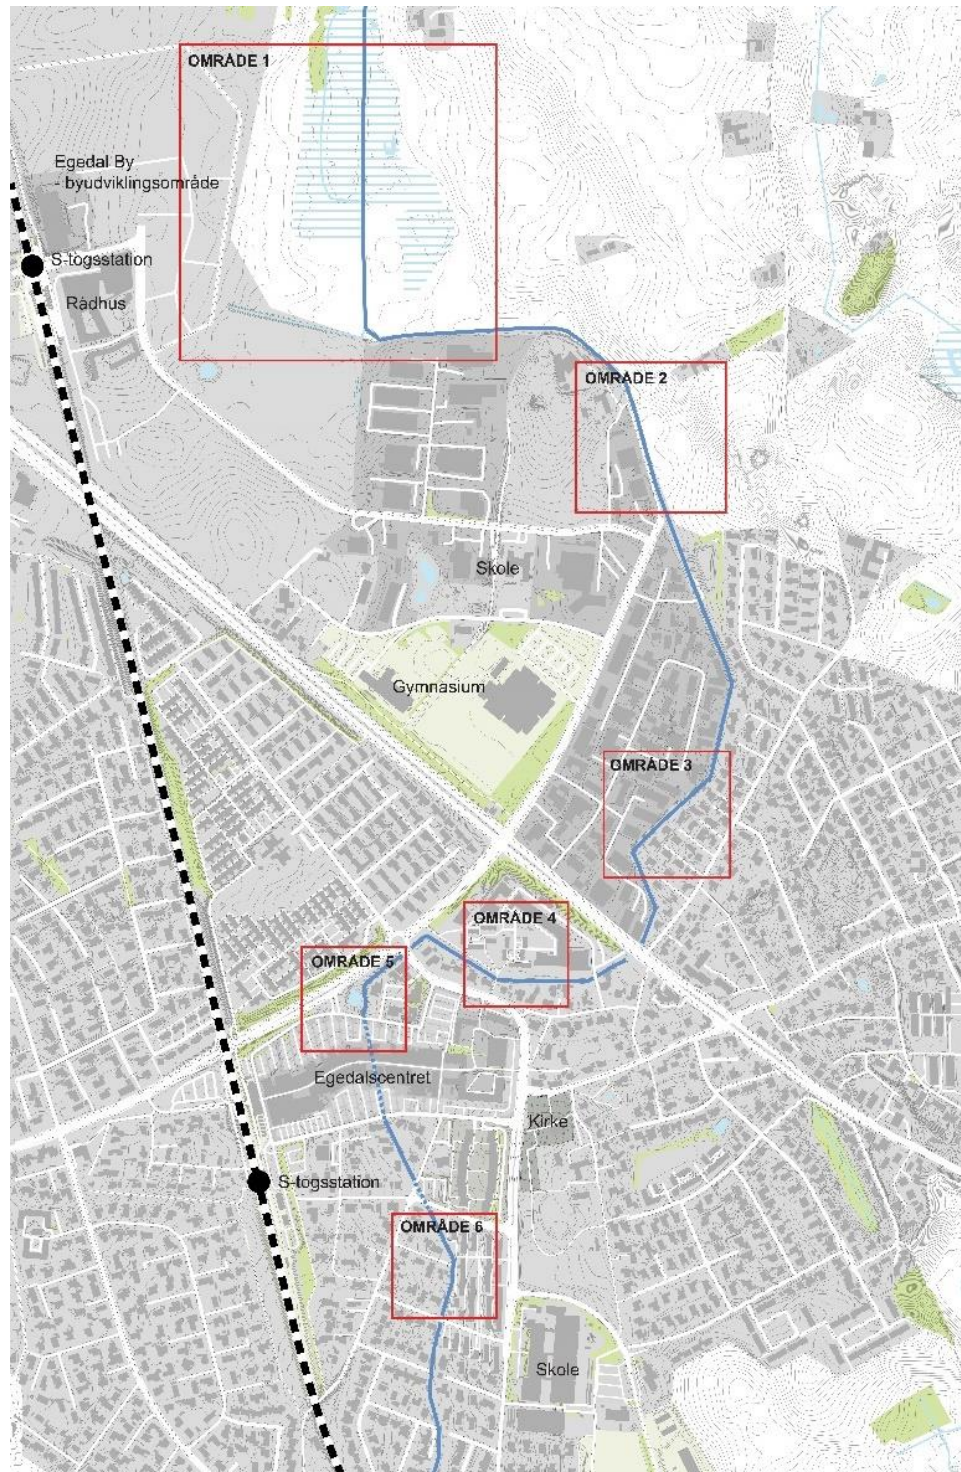 OMRÅDE 1
Egedal By
- byudviklingsområde
S-togsstation
Rådhus
OMRÅDE 2
Skole
Gymnasium
OMRÅDE 3
OMRÅDE 4
OMRÅDE 5
Egedalscentret
Kirke
S-togsstation
OMRÅDE 6
Skole